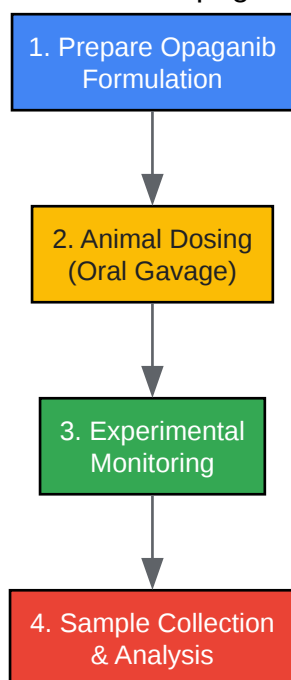 1. Prepare Opaganib
Formulation
2. Animal Dosing
(Oral Gavage)
3. Experimental
Monitoring
4. Sample Collection
& Analysis